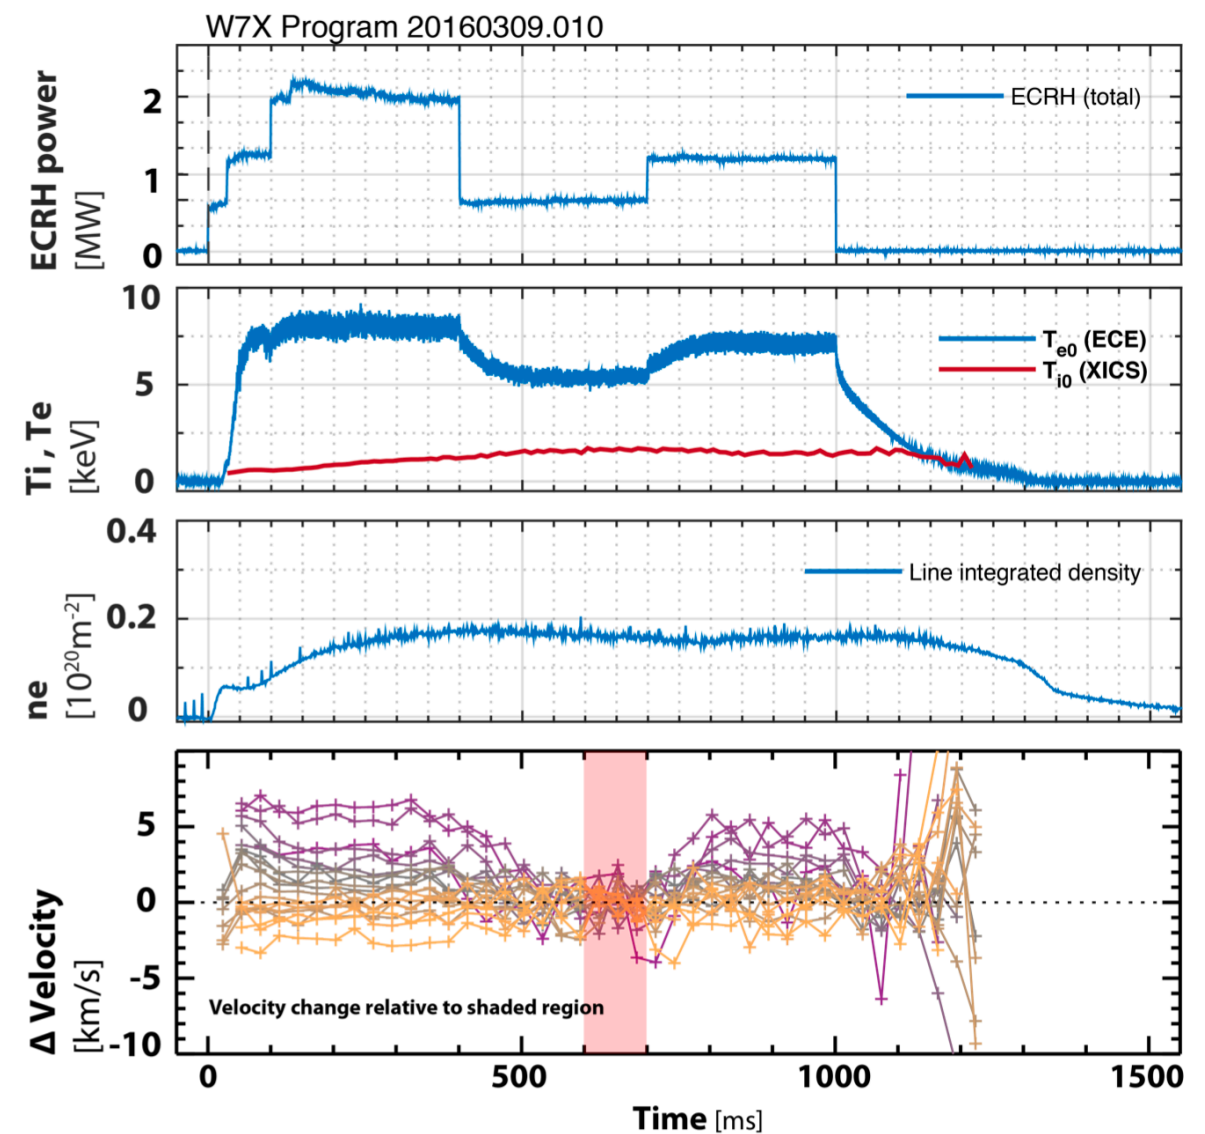 W7X Program 20160309.010
ECRH power
[MW]
2
1
0
ECRH (total)
Ti , Te
[keV]
10
5
0
Te0 (ECE)
Ti0 (XICS)
ne
[10²⁰m⁻²]
0.4
0.2
0
Line integrated density
Δ Velocity
[km/s]
5
0
-5
-10
Velocity change relative to shaded region
0
500
1000
1500
Time [ms]